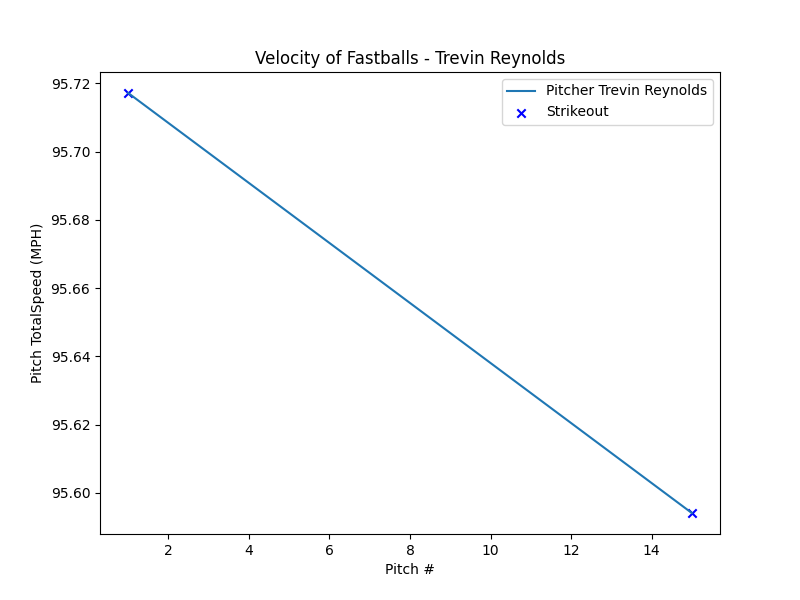 Velocity of Fastballs - Trevin Reynolds
Pitcher Trevin Reynolds
Strikeout
Pitch TotalSpeed (MPH)
95.72
95.70
95.68
95.66
95.64
95.62
95.60
2 4 6 8 10 12 14
Pitch #